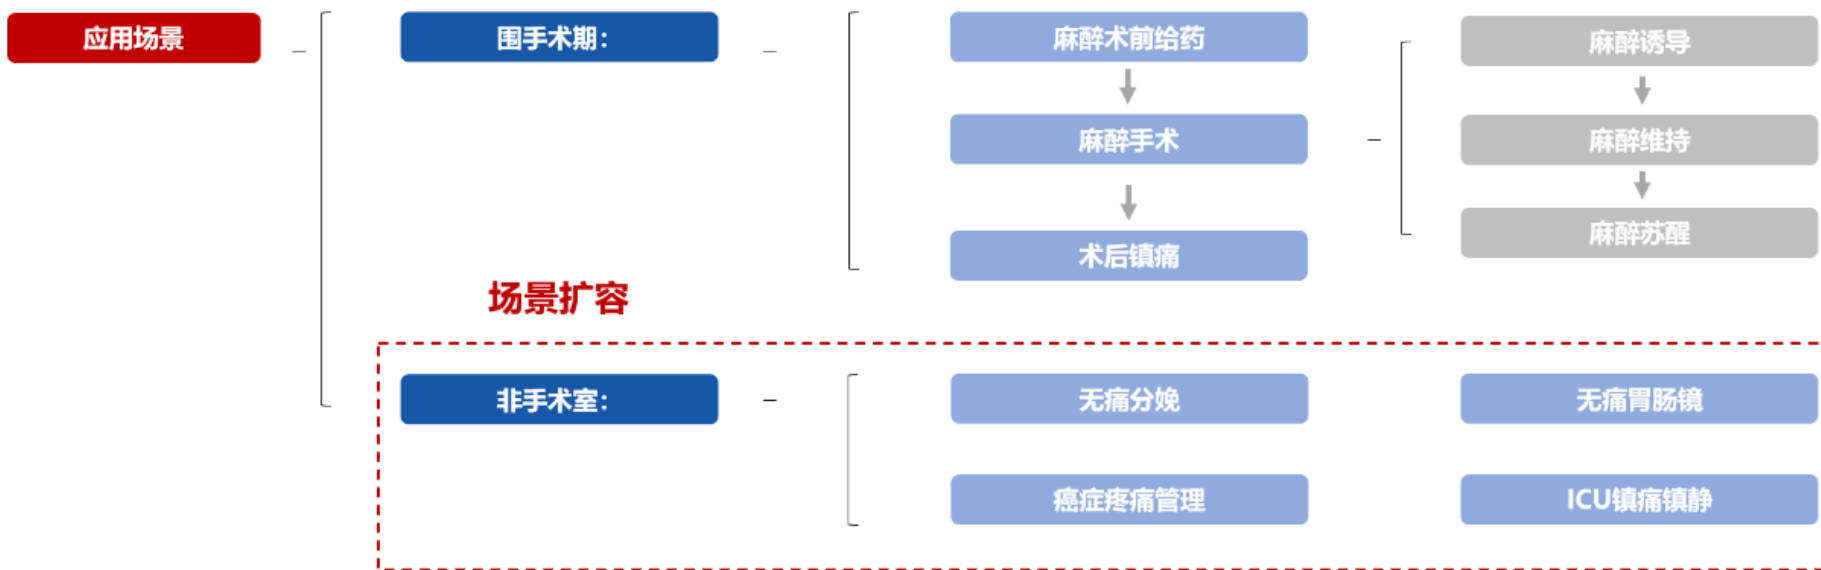 应用场景
围手术期：
麻醉术前给药
麻醉诱导
麻醉手术
麻醉维持
麻醉苏醒
术后镇痛
场景扩容
非手术室：
无痛分娩
无痛胃肠镜
癌症疼痛管理
ICU镇痛镇静